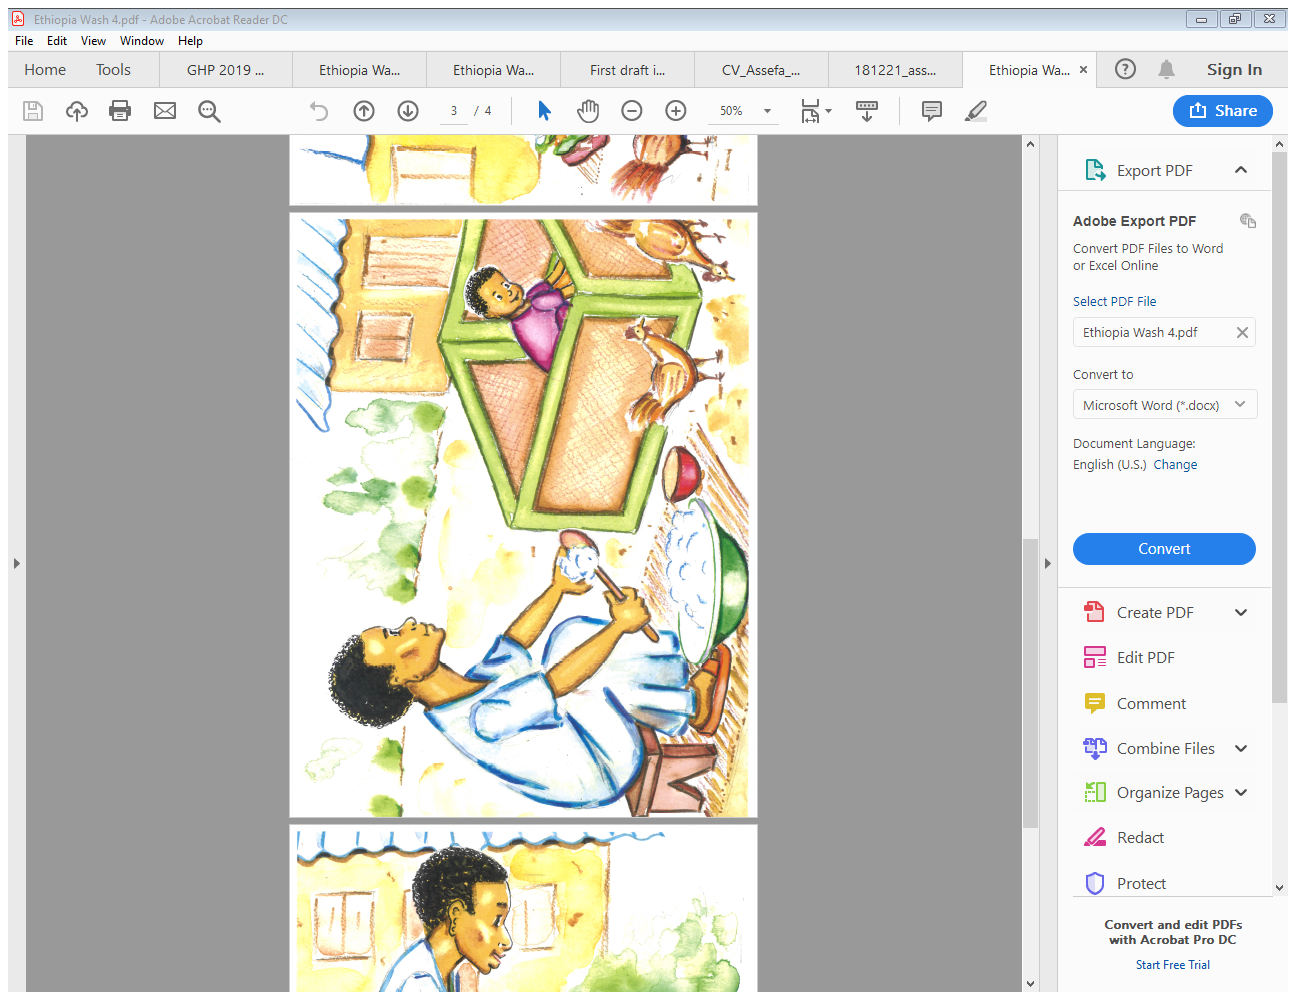 Ethiopia Wash 4.pdf - Adobe Acrobat Reader DC
File Edit View Window Help
Home Tools GHP 2019 ... Ethiopia Wa... Ethiopia Wa... First draft i... CV_Assefa_... 181221_ass... Ethiopia Wa... × Sign In
3 / 4 50% Share
Export PDF
Adobe Export PDF
Convert PDF Files to Word
or Excel Online
Select PDF File
Ethiopia Wash 4.pdf
Convert to
Microsoft Word (*.docx)
Document Language:
English (U.S.) Change
Convert
Create PDF
Edit PDF
Comment
Combine Files
Organize Pages
Redact
Protect
Convert and edit PDFs
with Acrobat Pro DC
Start Free Trial